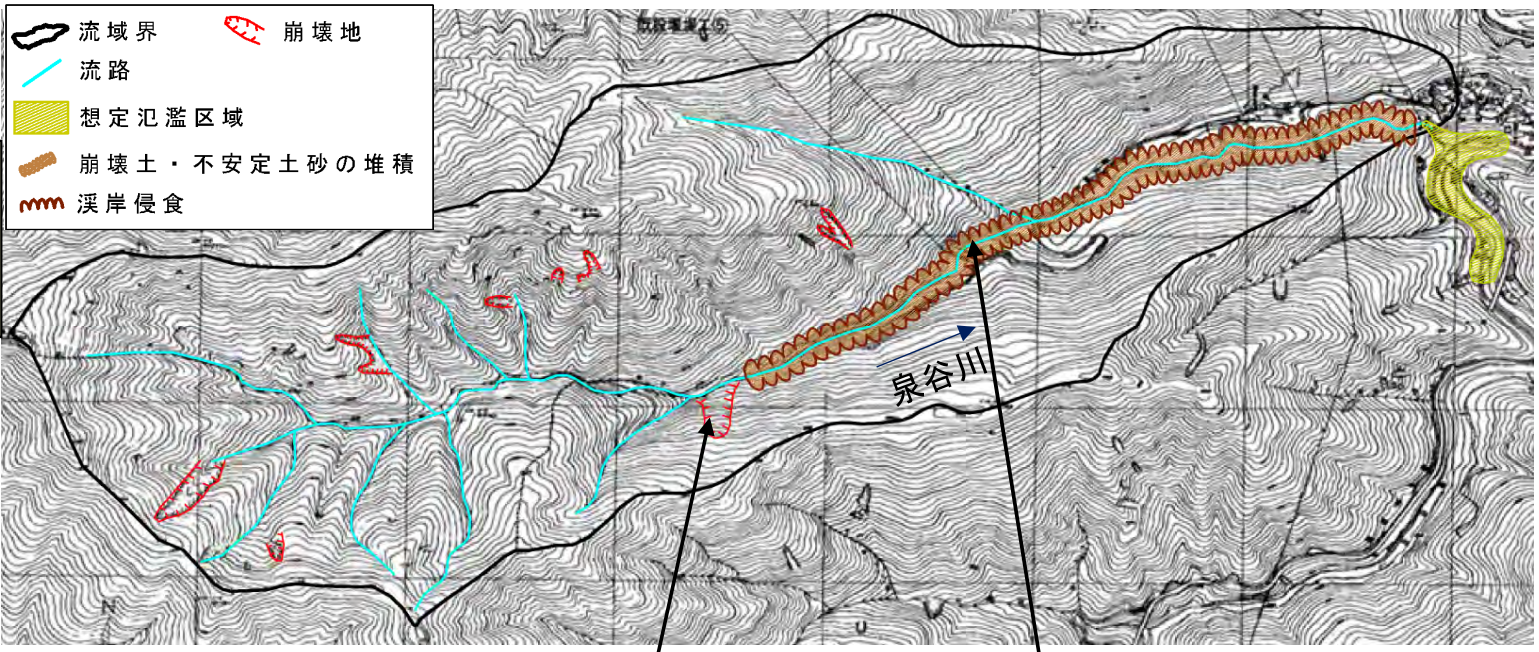 流域界
崩壊地
流路
想定氾濫区域
崩壊土・不安定土砂の堆積
渓岸侵食
泉谷川
N